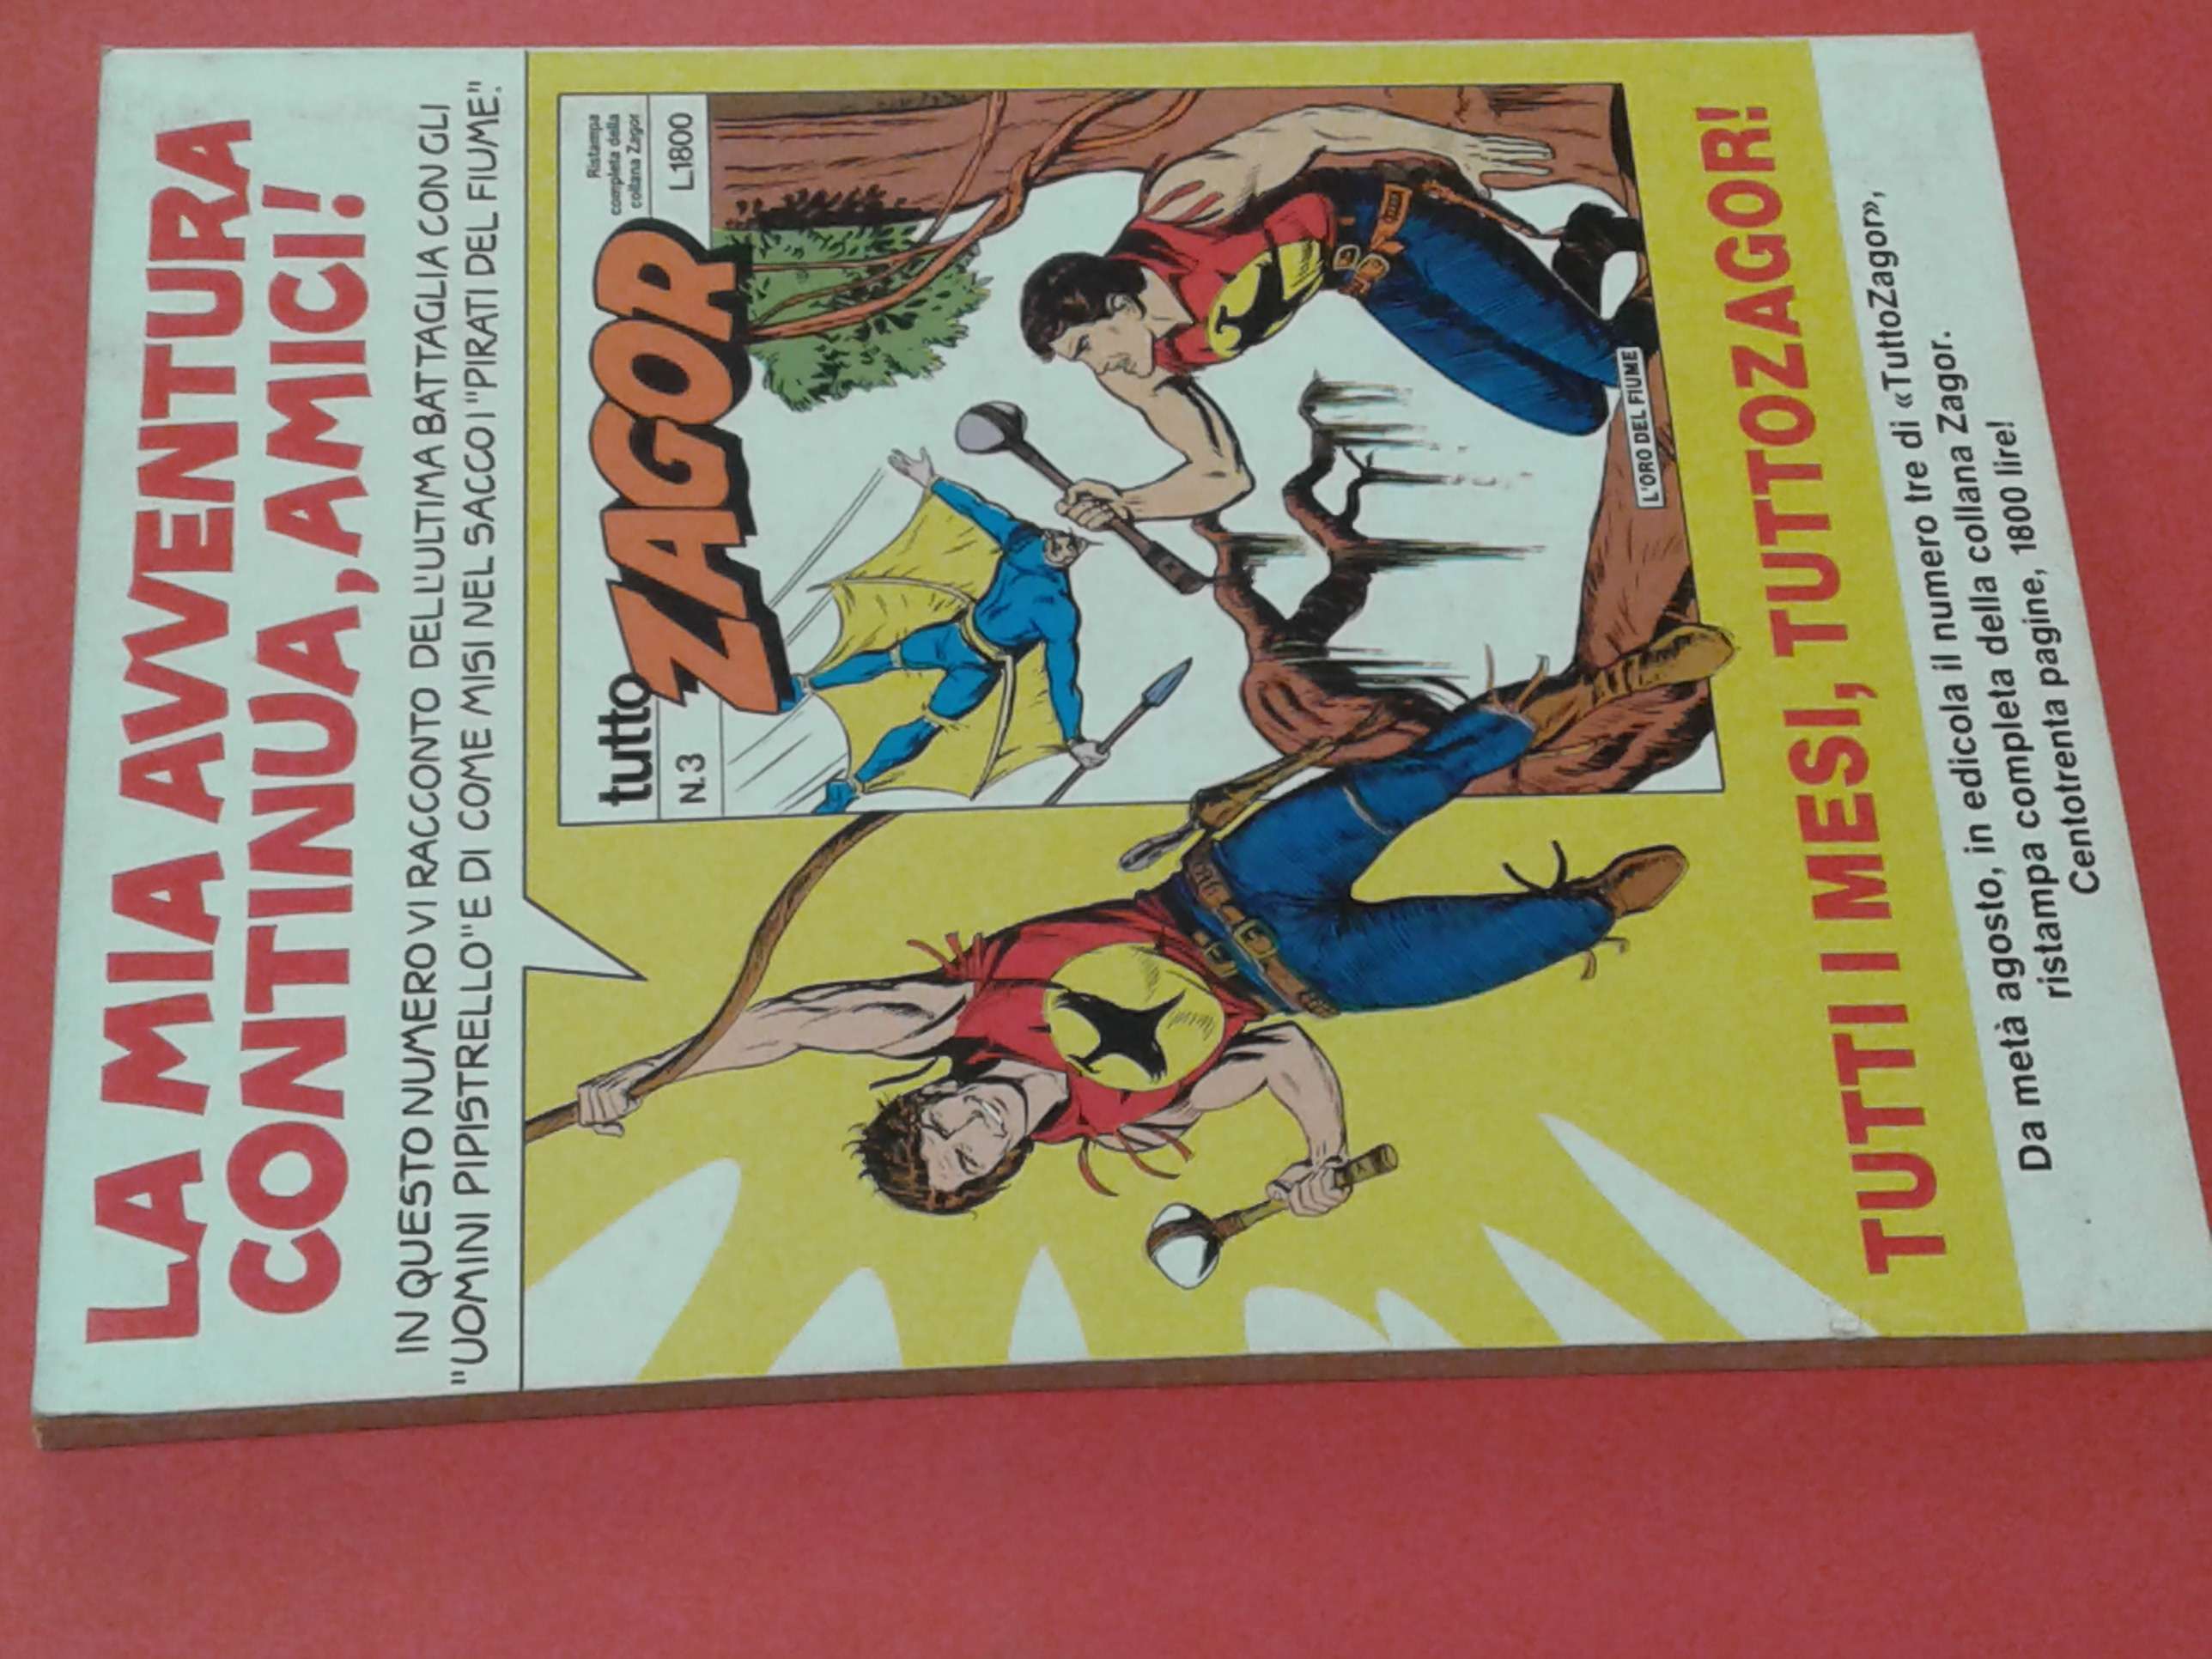 LA MIA AVVENTURA
CONTINUA, AMICI!
IN QUESTO NUMERO VI RACCONTO DELL'ULTIMA BATTAGLIA CON GLI
"UOMINI PIPISTRELLO" E DI COME MISI NEL SACCO I "PIRATI DEL FIUME".
tutto
ZAGOR
N.3
Ristampa
completa della
collana Zagor
L.1800
L'ORO DEL FIUME
TUTTI I MESI, TUTTOZAGOR!
Da metà agosto, in edicola il numero tre di «TuttoZagor»,
ristampa completa della collana Zagor.
Centotrenta pagine, 1800 lire!